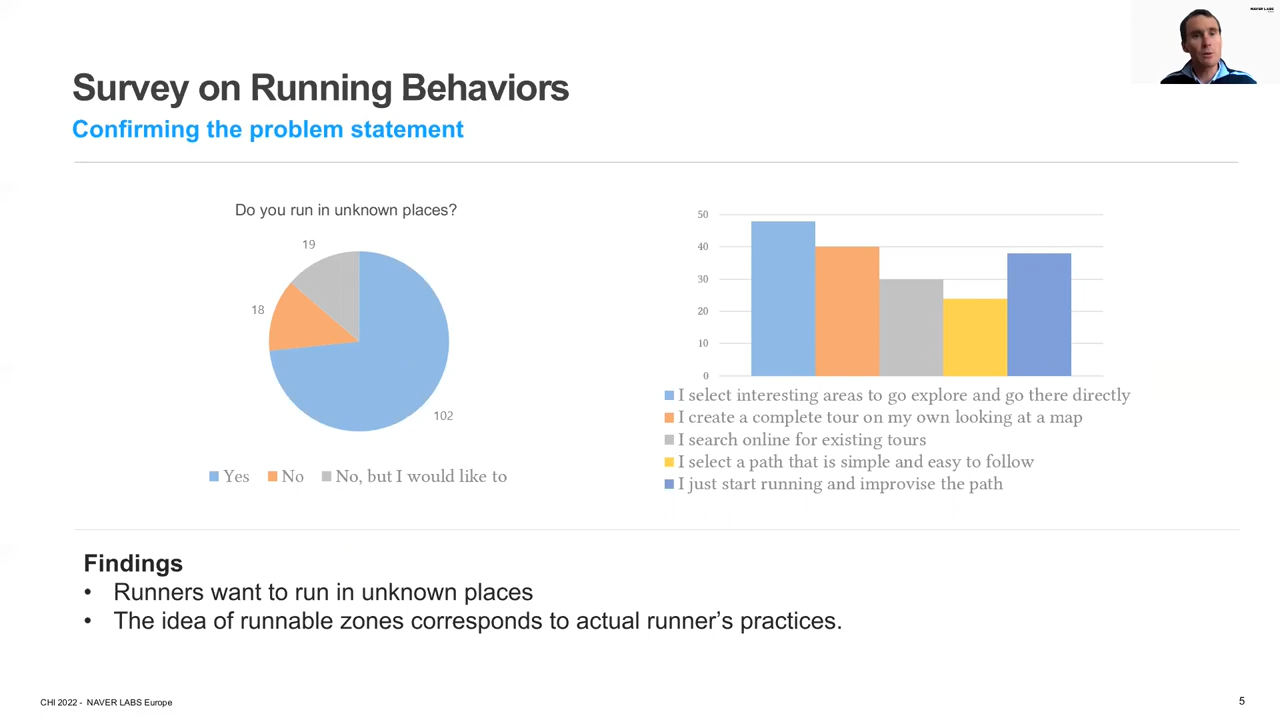 NAVER LABS
Survey on Running Behaviors
Confirming the problem statement
Do you run in unknown places?
19
18
102
Yes No No, but I would like to
50
40
30
20
10
0
I select interesting areas to go explore and go there directly
I create a complete tour on my own looking at a map
I search online for existing tours
I select a path that is simple and easy to follow
I just start running and improvise the path
Findings
• Runners want to run in unknown places
• The idea of runnable zones corresponds to actual runner’s practices.
CHI 2022 - NAVER LABS Europe
5